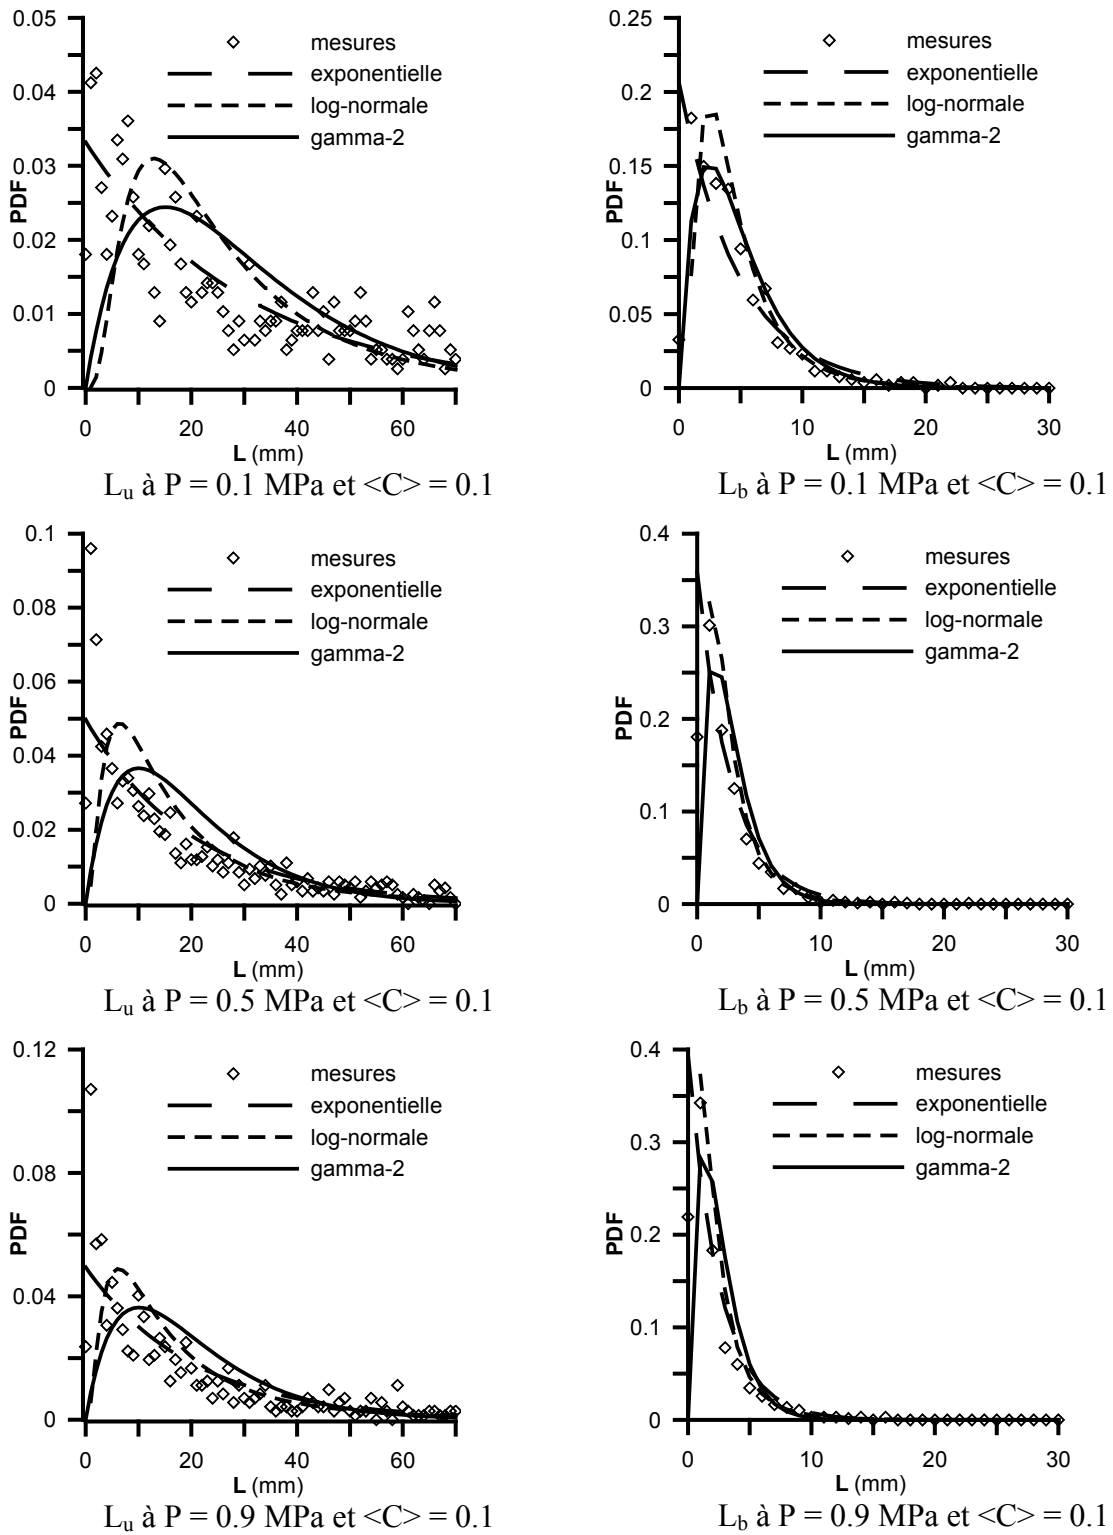 0.05
0.04
0.03
0.02
0.01
0
PDF
mesures
exponentielle
log-normale
gamma-2
0 20 40 60
L (mm)
Lu à P = 0.1 MPa et <C> = 0.1
0.25
0.2
0.15
0.1
0.05
0
PDF
mesures
exponentielle
log-normale
gamma-2
0 10 20 30
L (mm)
Lb à P = 0.1 MPa et <C> = 0.1
0.1
0.08
0.06
0.04
0.02
0
PDF
mesures
exponentielle
log-normale
gamma-2
0 20 40 60
L (mm)
Lu à P = 0.5 MPa et <C> = 0.1
0.4
0.3
0.2
0.1
0
PDF
mesures
exponentielle
log-normale
gamma-2
0 10 20 30
L (mm)
Lb à P = 0.5 MPa et <C> = 0.1
0.12
0.08
0.04
0
PDF
mesures
exponentielle
log-normale
gamma-2
0 20 40 60
L (mm)
Lu à P = 0.9 MPa et <C> = 0.1
0.4
0.3
0.2
0.1
0
PDF
mesures
exponentielle
log-normale
gamma-2
0 10 20 30
L (mm)
Lb à P = 0.9 MPa et <C> = 0.1